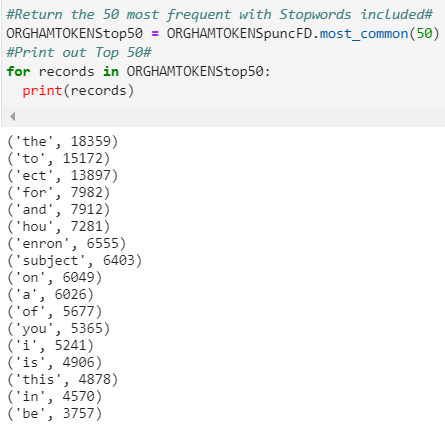 #Return the 50 most frequent with Stopwords included#
ORGHAMTOKENStop50 = ORGHAMTOKENSpuncFD.most_common(50)
#Print out Top 50#
for records in ORGHAMTOKENStop50:
  print(records)
('the', 18359)
('to', 15172)
('ect', 13897)
('for', 7982)
('and', 7912)
('hou', 7281)
('enron', 6555)
('subject', 6403)
('on', 6049)
('a', 6026)
('of', 5677)
('you', 5365)
('i', 5241)
('is', 4906)
('this', 4878)
('in', 4570)
('be', 3757)